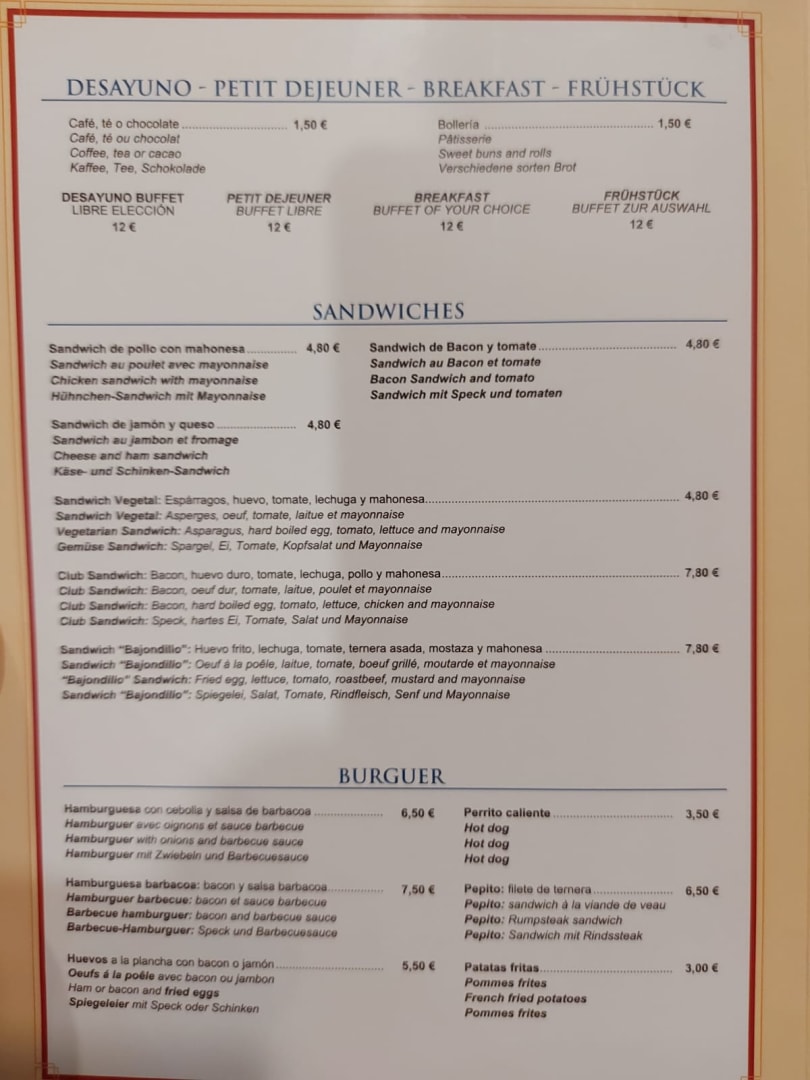 DESAYUNO - PETIT DEJEUNER - BREAKFAST - FRÜHSTÜCK
Café, té o chocolate ............................... 1,50 €
Café, té ou chocolat
Coffee, tea or cacao
Kaffee, Tee, Schokolade
Bollería .................................................. 1,50 €
Pâtisserie
Sweet buns and rolls
Verschiedene sorten Brot
DESAYUNO BUFFET
LIBRE ELECCIÓN
12 €
PETIT DEJEUNER
BUFFET LIBRE
12 €
BREAKFAST
BUFFET OF YOUR CHOICE
12 €
FRÜHSTÜCK
BUFFET ZUR AUSWAHL
12 €
SANDWICHES
Sandwich de pollo con mahonesa .............. 4,80 €
Sandwich au poulet avec mayonnaise
Chicken sandwich with mayonnaise
Hühnchen-Sandwich mit Mayonnaise
Sandwich de Bacon y tomate ........................................ 4,80 €
Sandwich au Bacon et tomate
Bacon Sandwich and tomato
Sandwich mit Speck und tomaten
Sandwich de jamón y queso ....................... 4,80 €
Sandwich au jambon et fromage
Cheese and ham sandwich
Käse- und Schinken-Sandwich
Sandwich Vegetal: Espárragos, huevo, tomate, lechuga y mahonesa........................................................................ 4,80 €
Sandwich Vegetal: Asperges, oeuf, tomate, laitue et mayonnaise
Vegetarian Sandwich: Asparagus, hard boiled egg, tomato, lettuce and mayonnaise
Gemüse Sandwich: Spargel, Ei, Tomate, Kopfsalat und Mayonnaise
Club Sandwich: Bacon, huevo duro, tomate, lechuga, pollo y mahonesa.................................................................... 7,80 €
Club Sandwich: Bacon, oeuf dur, tomate, laitue, poulet et mayonnaise
Club Sandwich: Bacon, hard boiled egg, tomato, lettuce, chicken and mayonnaise
Club Sandwich: Speck, hartes Ei, Tomate, Salat und Mayonnaise
Sandwich "Bajondillo": Huevo frito, lechuga, tomate, ternera asada, mostaza y mahonesa ...................................... 7,80 €
Sandwich "Bajondillo": Oeuf á la poêle, laitue, tomate, boeuf grillé, moutarde et mayonnaise
"Bajondillo" Sandwich: Fried egg, lettuce, tomato, roastbeef, mustard and mayonnaise
Sandwich "Bajondillo": Spiegelei, Salat, Tomate, Rindfleisch, Senf und Mayonnaise
BURGUER
Hamburguesa con cebolla y salsa de barbacoa .................... 6,50 €
Hamburguer avec oignons et sauce barbecue
Hamburguer with onions and barbecue sauce
Hamburguer mit Zwiebeln und Barbecuesauce
Perrito caliente ................................... 3,50 €
Hot dog
Hot dog
Hot dog
Hamburguesa barbacoa: bacon y salsa barbacoa................ 7,50 €
Hamburguer barbecue: bacon et sauce barbecue
Barbecue hamburguer: bacon and barbecue sauce
Barbecue-Hamburguer: Speck und Barbecuesauce
Pepito: filete de ternera ....................... 6,50 €
Pepito: sandwich à la viande de veau
Pepito: Rumpsteak sandwich
Pepito: Sandwich mit Rindssteak
Huevos a la plancha con bacon o jamón ............................... 5,50 €
Oeufs á la poêle avec bacon ou jambon
Ham or bacon and fried eggs
Spiegeleier mit Speck oder Schinken
Patatas fritas....................................... 3,00 €
Pommes frites
French fried potatoes
Pommes frites